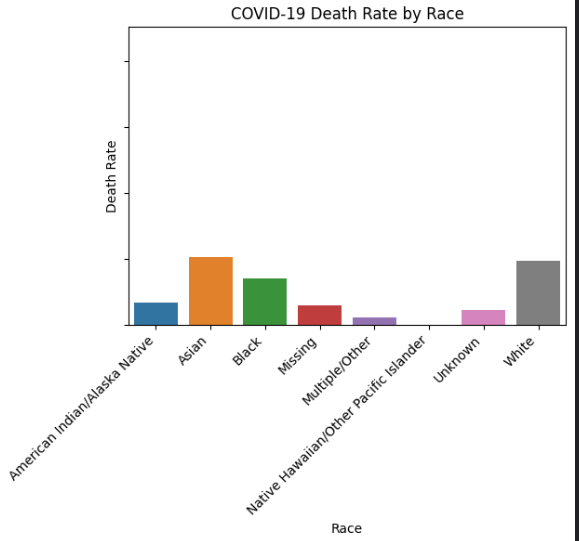 COVID-19 Death Rate by Race
Death Rate
American Indian/Alaska Native
Asian
Black
Missing
Multiple/Other
Native Hawaiian/Other Pacific Islander
Unknown
White
Race